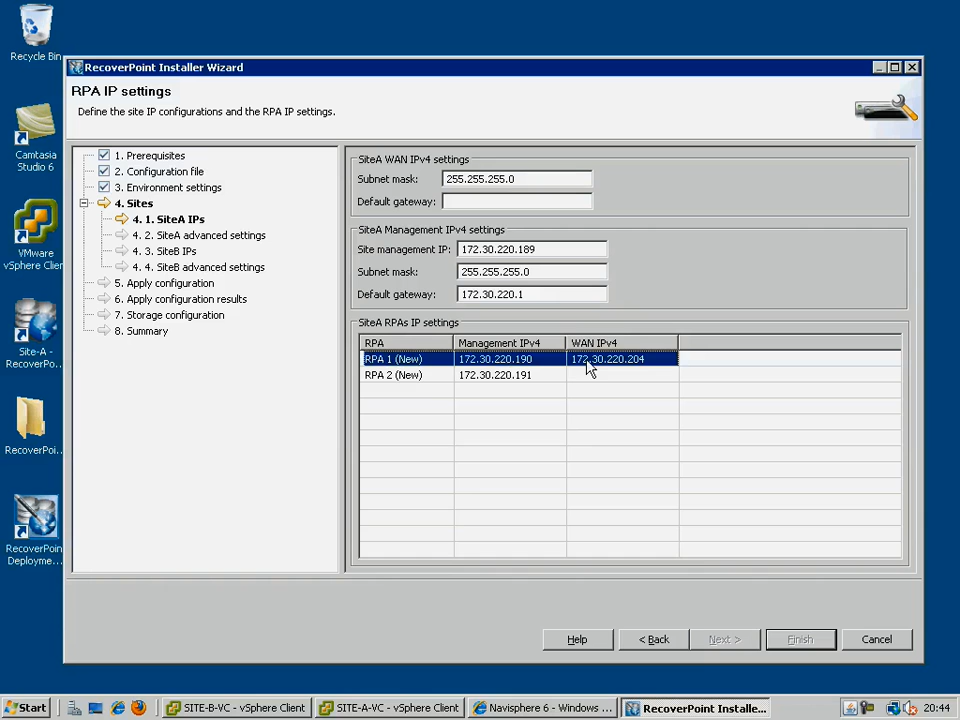 Recycle Bin
Camtasia
Studio 6
VMware
vSphere Client
Site-A -
RecoverPo...
RecoverPoi...
RecoverPoint
Deployme...
RecoverPoint Installer Wizard
RPA IP settings
Define the site IP configurations and the RPA IP settings.
1. Prerequisites
2. Configuration file
3. Environment settings
4. Sites
4. 1. SiteA IPs
4. 2. SiteA advanced settings
4. 3. SiteB IPs
4. 4. SiteB advanced settings
5. Apply configuration
6. Apply configuration results
7. Storage configuration
8. Summary
SiteA WAN IPv4 settings
Subnet mask: 255.255.255.0
Default gateway:
SiteA Management IPv4 settings
Site management IP: 172.30.220.189
Subnet mask: 255.255.255.0
Default gateway: 172.30.220.1
SiteA RPAs IP settings
RPA Management IPv4 WAN IPv4
RPA 1 (New) 172.30.220.190 172.30.220.204
RPA 2 (New) 172.30.220.191
Help < Back Next > Finish Cancel
Start SITE-B-VC - vSphere Client SITE-A-VC - vSphere Client Navisphere 6 - Windows ... RecoverPoint Installe... 20:44